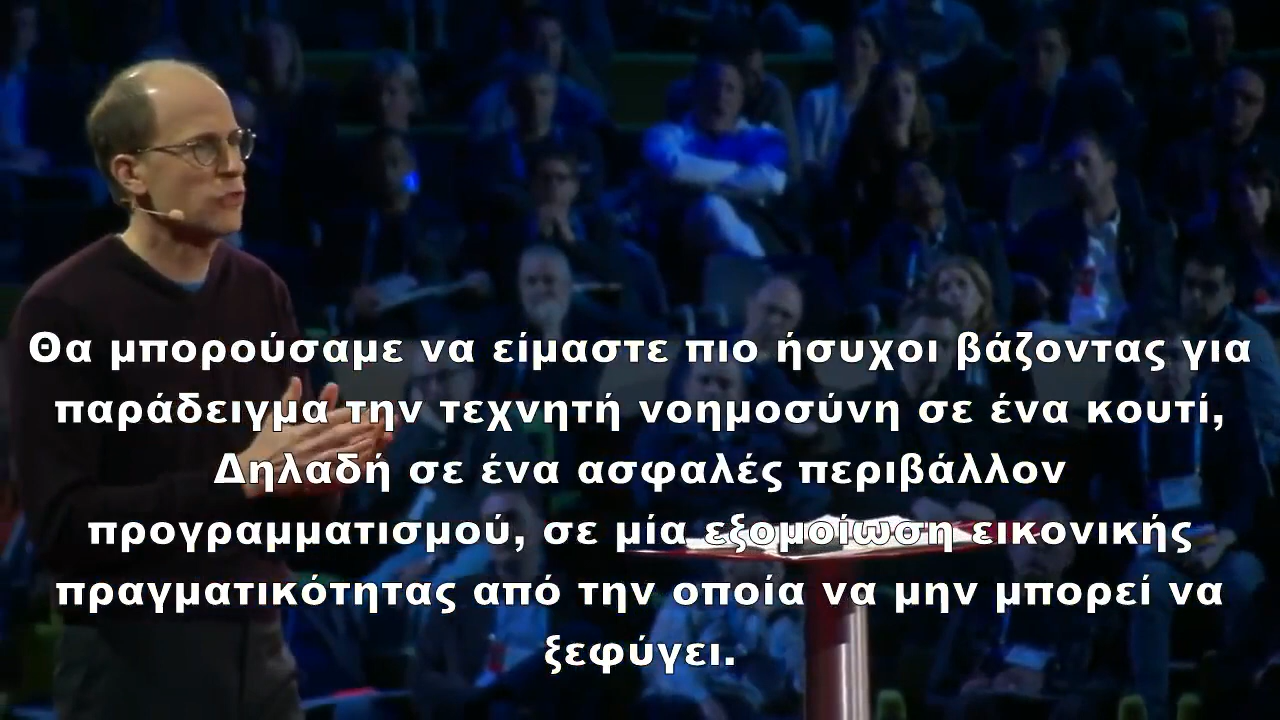 Θα μπορούσαμε να είμαστε πιο ήσυχοι βάζοντας για
παράδειγμα την τεχνητή νοημοσύνη σε ένα κουτί,
Δηλαδή σε ένα ασφαλές περιβάλλον
προγραμματισμού, σε μία εξομοίωση εικονικής
πραγματικότητας από την οποία να μην μπορεί να
ξεφύγει.